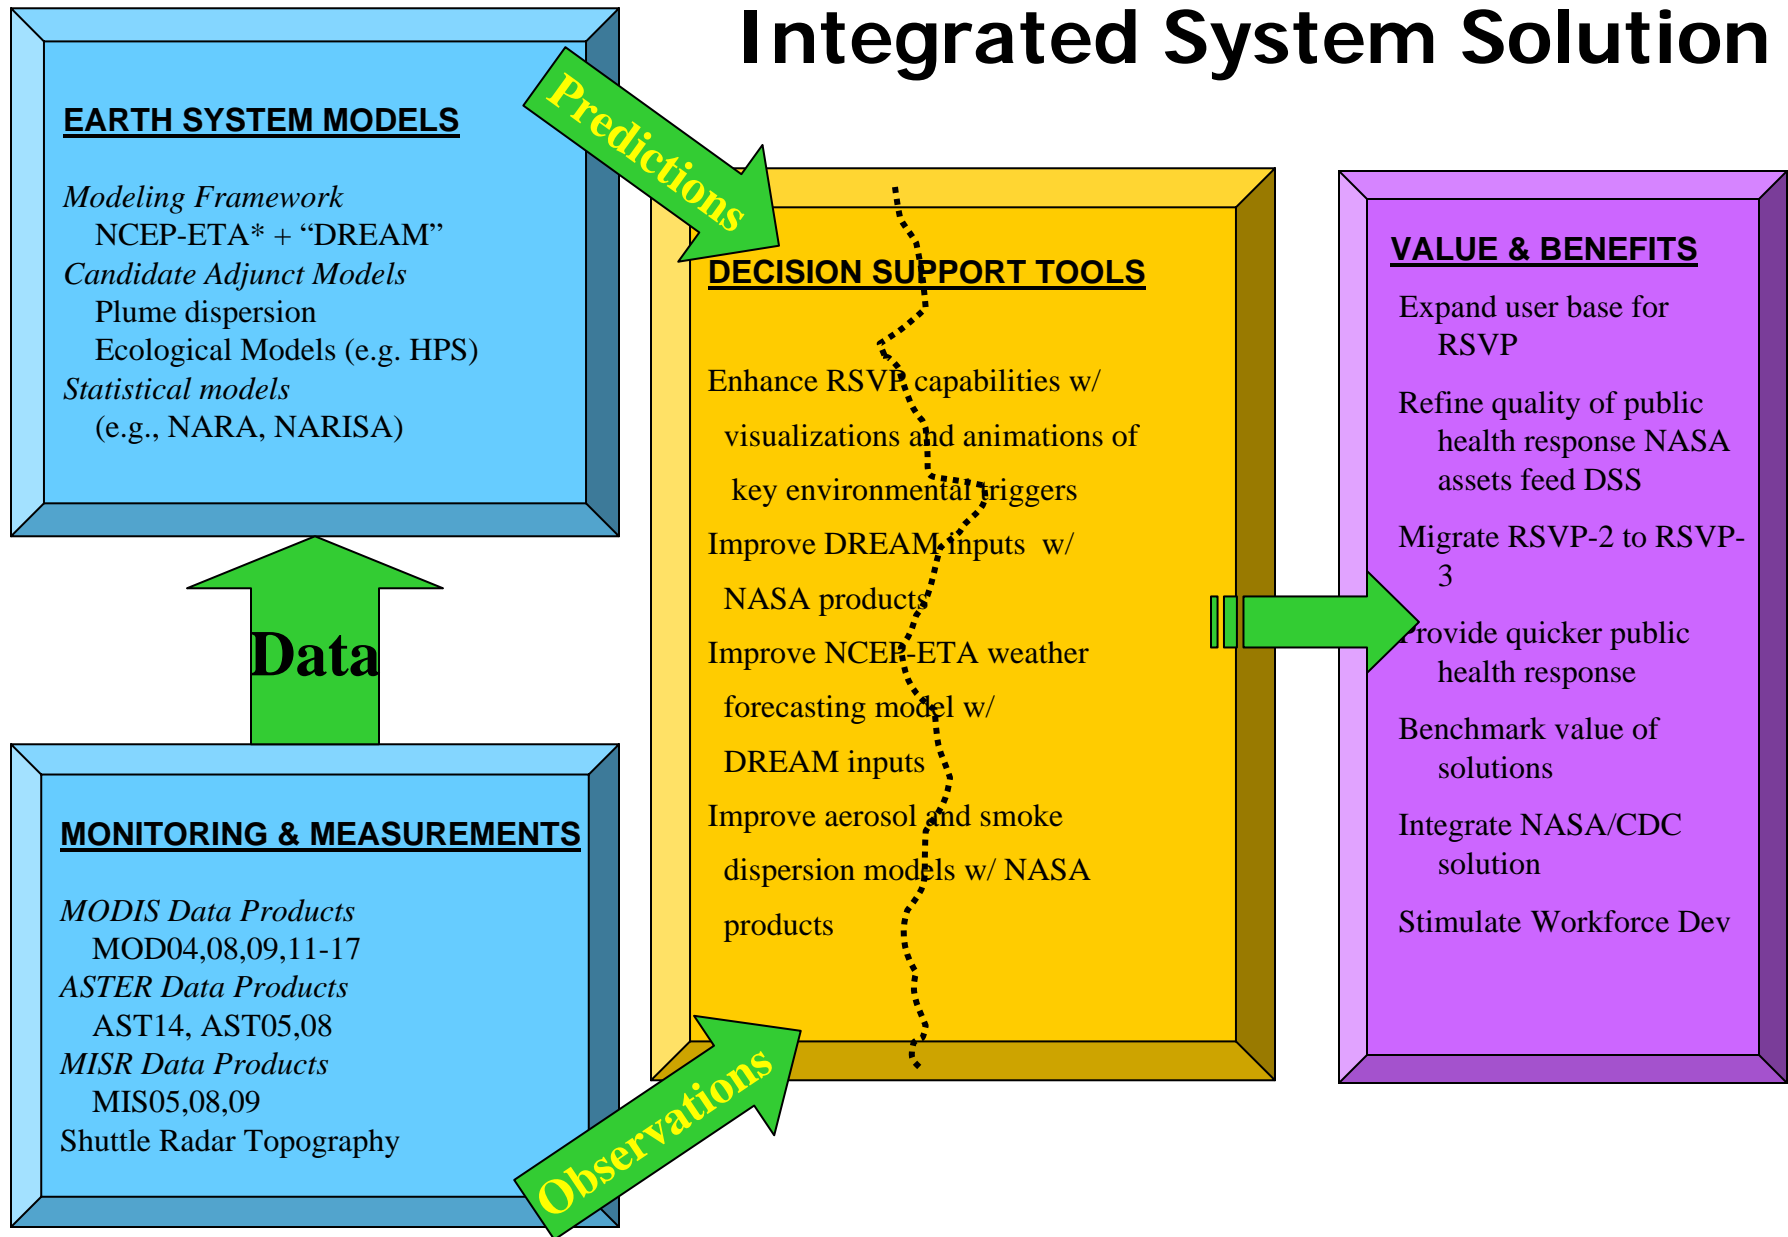 Integrated System Solution
EARTH SYSTEM MODELS
Modeling Framework
NCEP-ETA* + “DREAM”
Candidate Adjunct Models
Plume dispersion
Ecological Models (e.g. HPS)
Statistical models
(e.g., NARA, NARISA)
Predictions
Data
MONITORING & MEASUREMENTS
MODIS Data Products
MOD04,08,09,11-17
ASTER Data Products
AST14, AST05,08
MISR Data Products
MIS05,08,09
Shuttle Radar Topography
Observations
DECISION SUPPORT TOOLS
Enhance RSVP capabilities w/
visualizations and animations of
key environmental triggers
Improve DREAM inputs w/
NASA products
Improve NCEP-ETA weather
forecasting model w/
DREAM inputs
Improve aerosol and smoke
dispersion models w/ NASA
products
VALUE & BENEFITS
Expand user base for
RSVP
Refine quality of public
health response NASA
assets feed DSS
Migrate RSVP-2 to RSVP-
3
Provide quicker public
health response
Benchmark value of
solutions
Integrate NASA/CDC
solution
Stimulate Workforce Dev